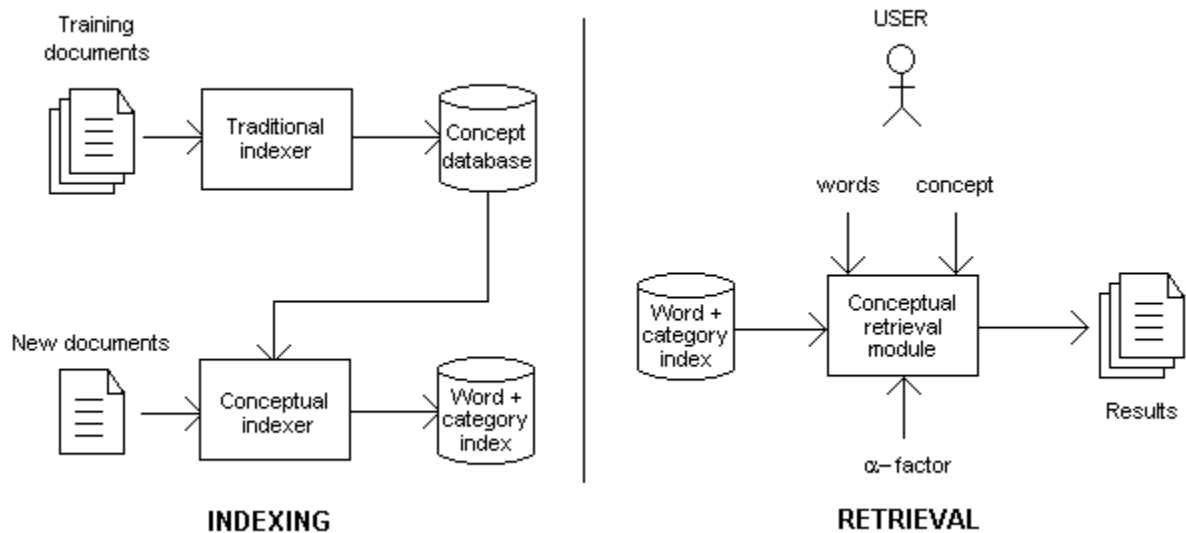 Training
documents
Traditional
indexer
Concept
database
New documents
Conceptual
indexer
Word +
category
index
INDEXING
USER
words
concept
Word +
category
index
Conceptual
retrieval
module
Results
α-factor
RETRIEVAL